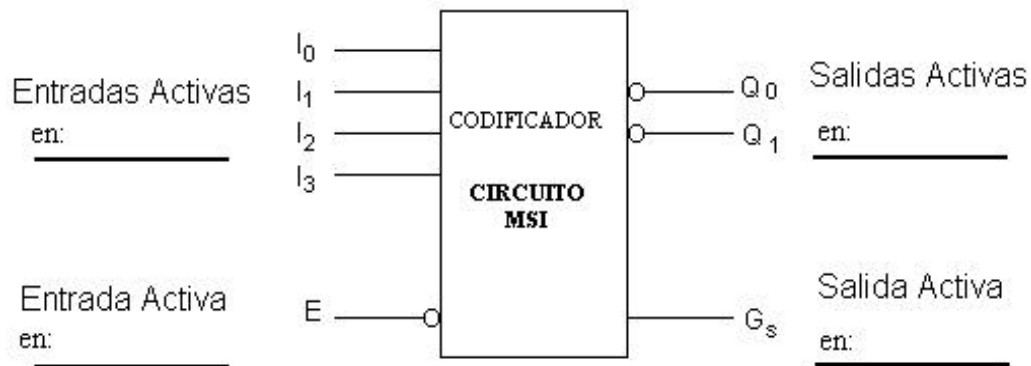 Entradas Activas
en:
I0
I1
I2
I3
CODIFICADOR
CIRCUITO
MSI
Q0
Q1
Salidas Activas
en:
Entrada Activa
en:
E
Gs
Salida Activa
en: